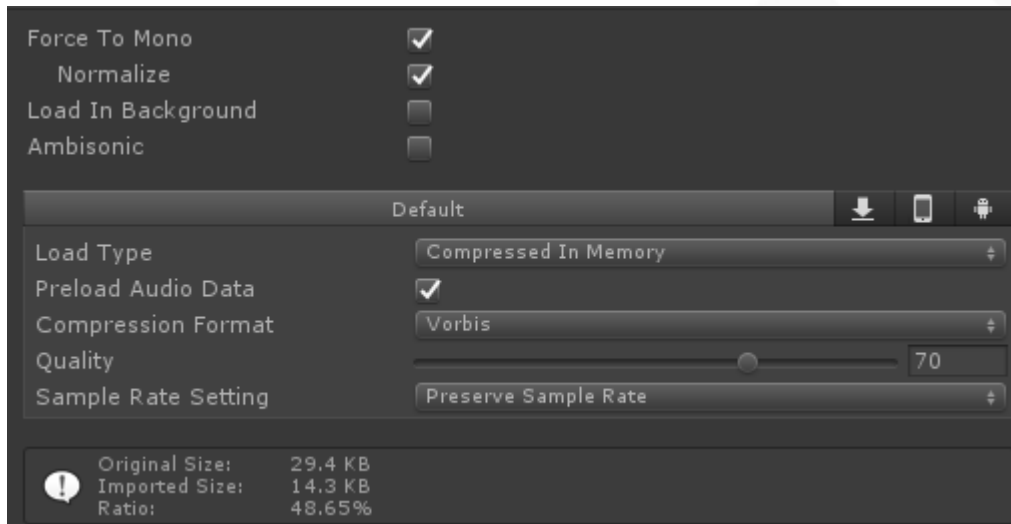 Force To Mono
Normalize
Load In Background
Ambisonic
Default
Load Type Compressed In Memory
Preload Audio Data
Compression Format Vorbis
Quality 70
Sample Rate Setting Preserve Sample Rate
Original Size: 29.4 KB
Imported Size: 14.3 KB
Ratio: 48.65%